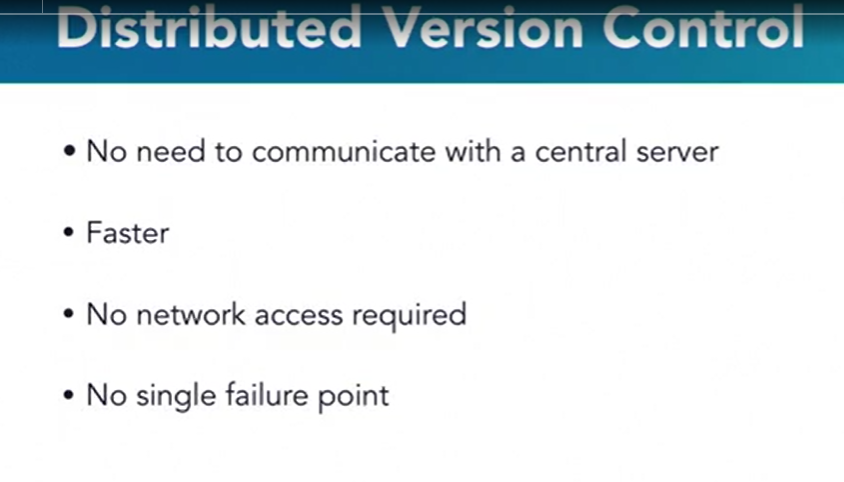 Distributed Version Control
• No need to communicate with a central server
• Faster
• No network access required
• No single failure point